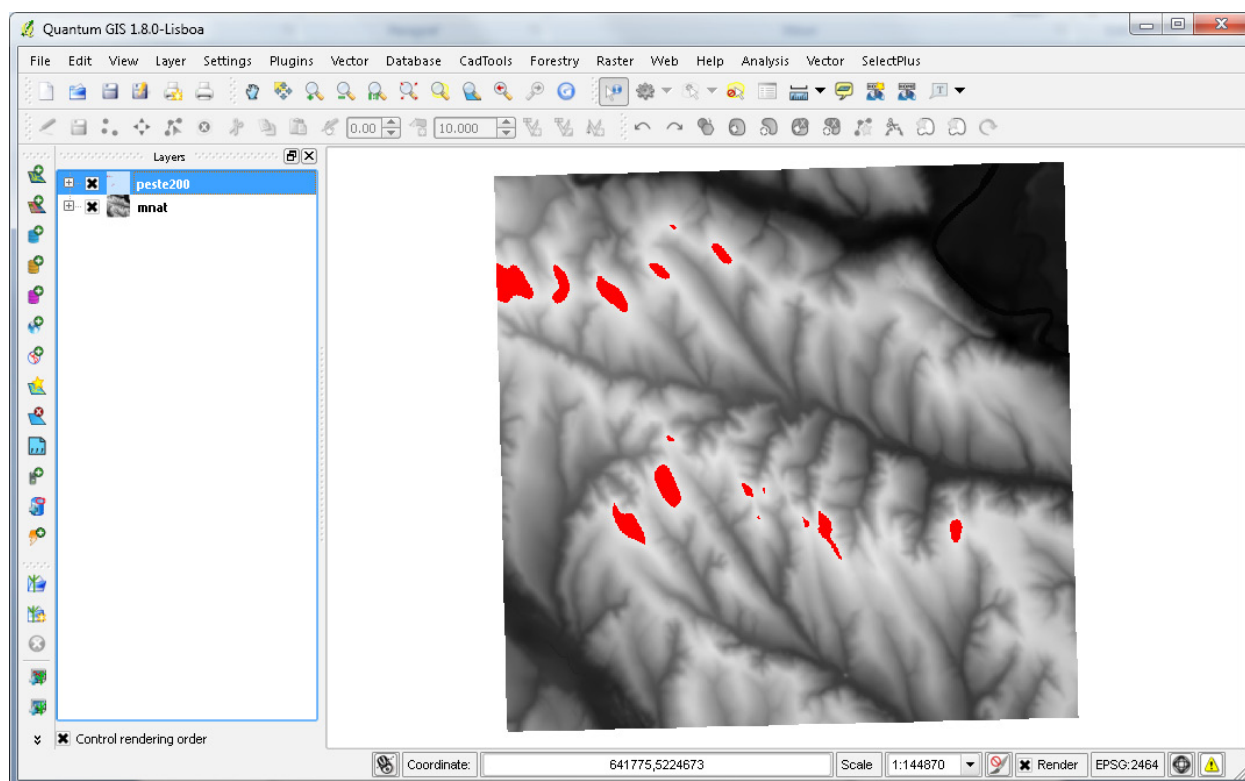 Quantum GIS 1.8.0-Lisboa
File Edit View Layer Settings Plugins Vector Database CadTools Forestry Raster Web Help Analysis Vector SelectPlus
0.00 10.000
Layers
peste200
mnat
Control rendering order
Coordinate: 641775,5224673 Scale 1:144870 Render EPSG:2464